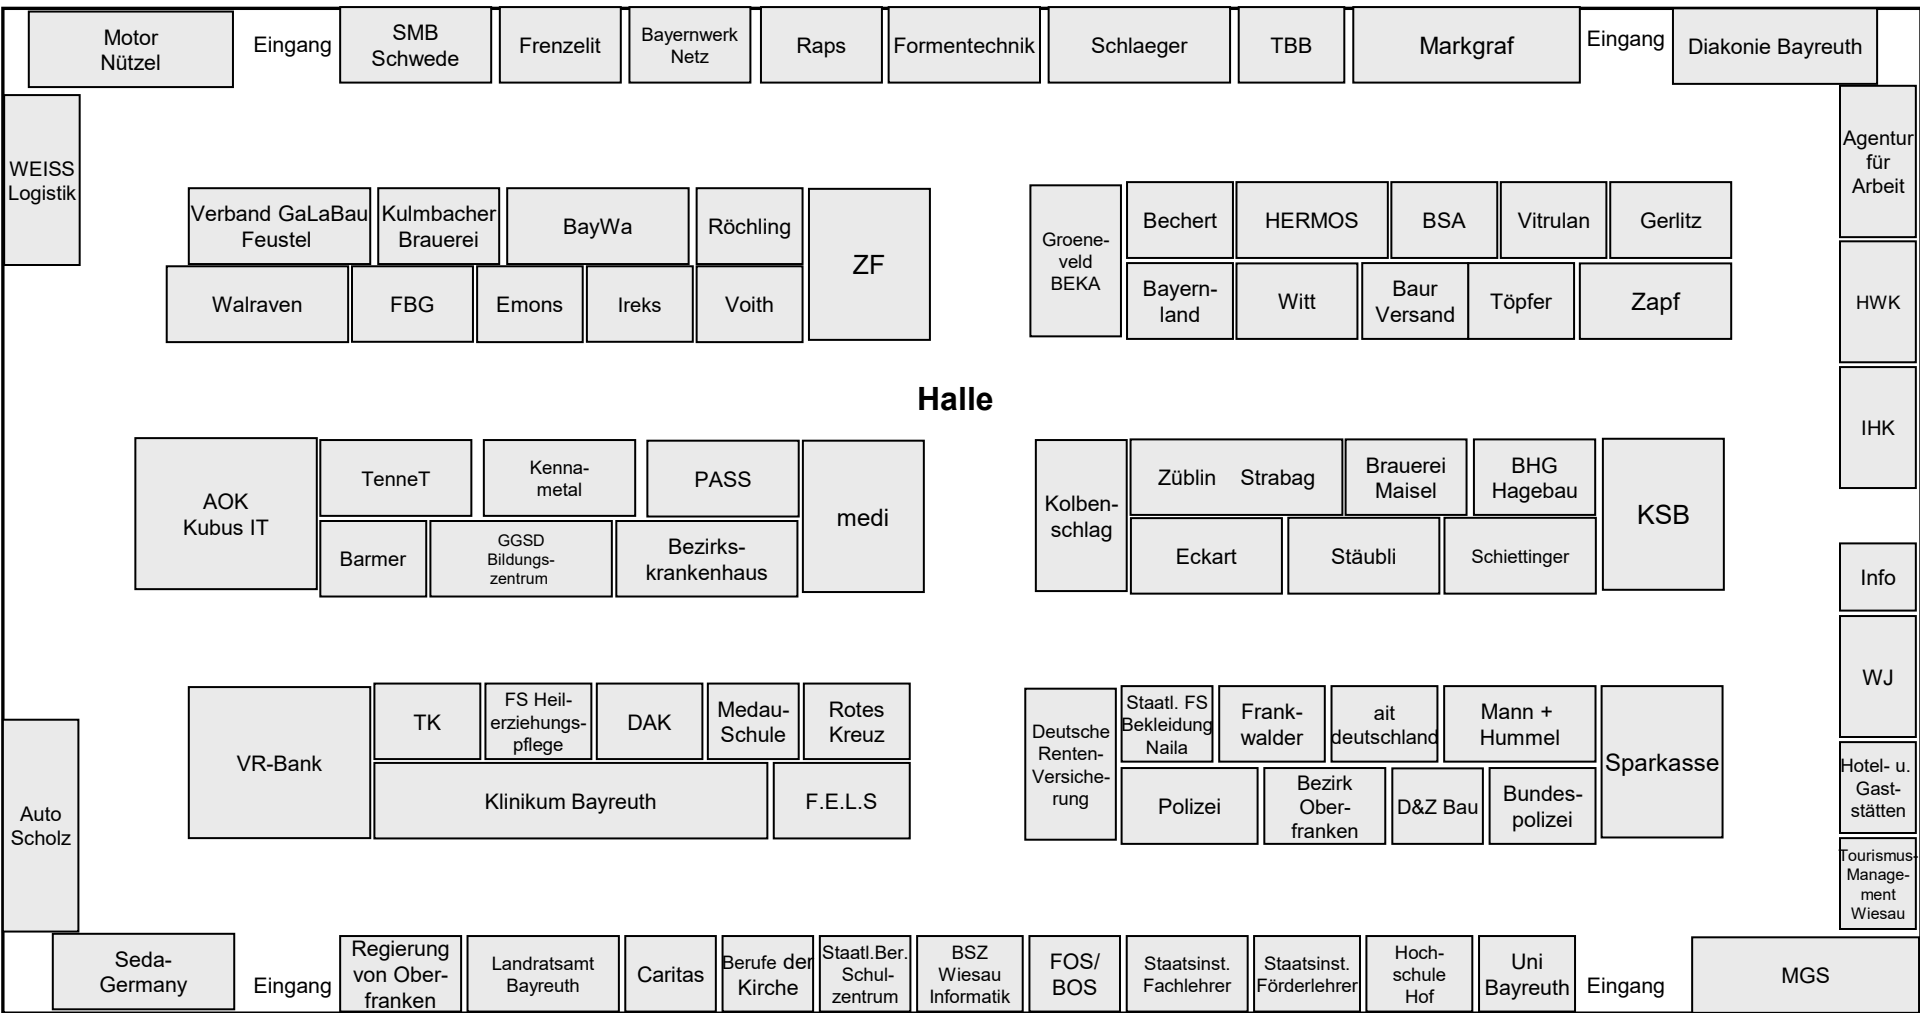 Motor
Nützel
Eingang
SMB
Schwede
Frenzelit
Bayernwerk
Netz
Raps
Formentechnik
Schlaeger
TBB
Markgraf
Eingang
Diakonie Bayreuth
WEISS
Logistik
Agentur
für
Arbeit
HWK
IHK
Verband GaLaBau
Feustel
Kulmbacher
Brauerei
BayWa
Röchling
ZF
Walraven
FBG
Emons
Ireks
Voith
Groene-
veld
BEKA
Bechert
HERMOS
BSA
Vitrulan
Gerlitz
Bayern-
land
Witt
Baur
Versand
Töpfer
Zapf
Halle
AOK
Kubus IT
TenneT
Kenna-
metal
PASS
medi
Barmer
GGSD
Bildungs-
zentrum
Bezirks-
krankenhaus
Kolben-
schlag
Züblin Strabag
Brauerei
Maisel
BHG
Hagebau
KSB
Eckart
Stäubli
Schiettinger
Info
WJ
Hotel- u.
Gast-
stätten
Tourismus-
Manage-
ment
Wiesau
VR-Bank
TK
FS Heil-
erziehungs-
pflege
DAK
Medau-
Schule
Rotes
Kreuz
Klinikum Bayreuth
F.E.L.S
Deutsche
Renten-
Versiche-
rung
Staatl. FS
Bekleidung
Naila
Frank-
walder
ait
deutschland
Mann +
Hummel
Sparkasse
Polizei
Bezirk
Ober-
franken
D&Z Bau
Bundes-
polizei
Auto
Scholz
Seda-
Germany
Eingang
Regierung
von Ober-
franken
Landratsamt
Bayreuth
Caritas
Berufe der
Kirche
Staatl.Ber.
Schul-
zentrum
BSZ
Wiesau
Informatik
FOS/
BOS
Staatsinst.
Fachlehrer
Staatsinst.
Förderlehrer
Hoch-
schule
Hof
Uni
Bayreuth
Eingang
MGS